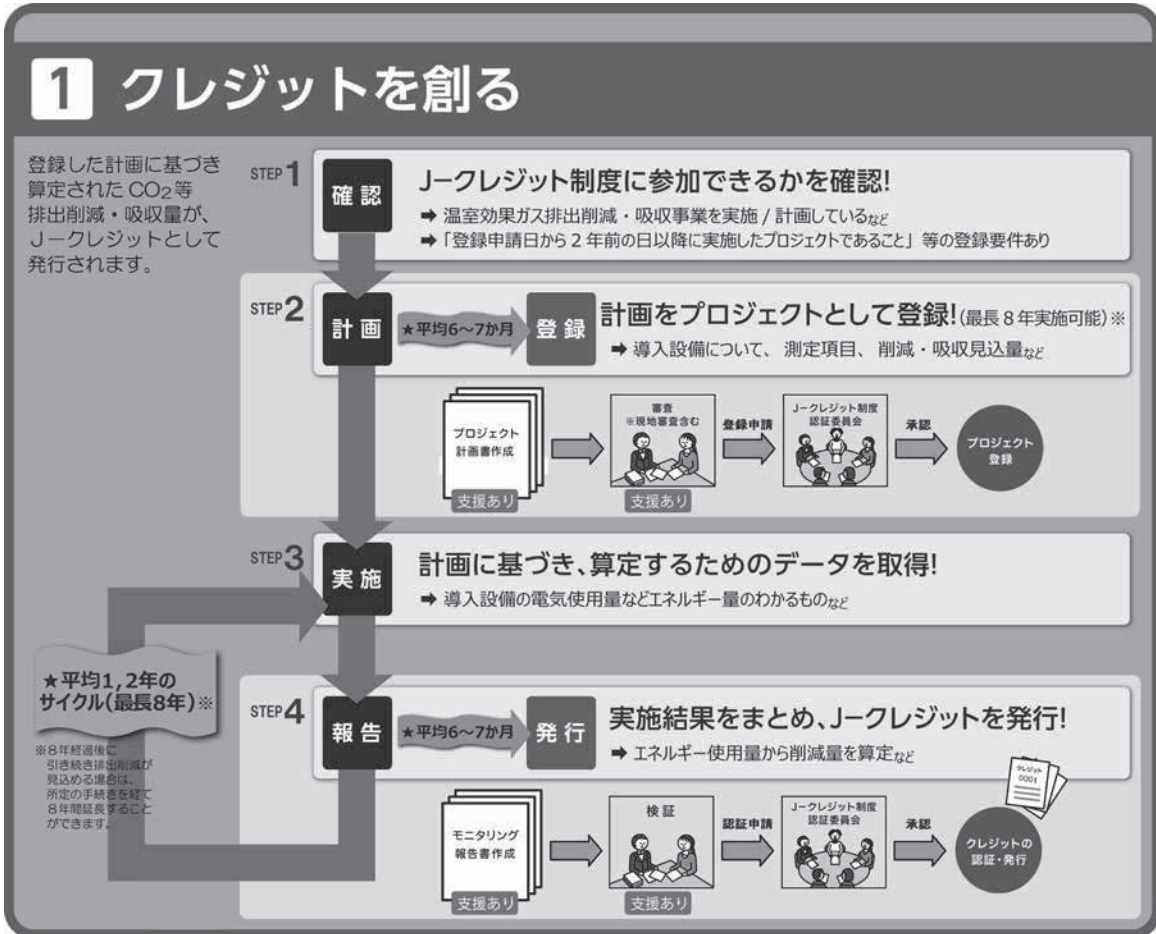 1 クレジットを創る
登録した計画に基づき
算定された CO2等
排出削減・吸収量が、
J－クレジットとして
発行されます。
STEP 1
確認
J－クレジット制度に参加できるかを確認!
➡ 温室効果ガス排出削減・吸収事業を実施 / 計画しているなど
➡ 「登録申請日から 2 年前の日以降に実施したプロジェクトであること」 等の登録要件あり
STEP 2
計画
★平均6～7か月
登録
計画をプロジェクトとして登録!(最長 8 年実施可能)※
➡ 導入設備について、 測定項目、 削減・吸収見込量など
プロジェクト
計画書作成
支援あり
審査
※現地審査含む
支援あり
登録申請
J－クレジット制度
認証委員会
承認
プロジェクト
登録
STEP 3
実施
計画に基づき、算定するためのデータを取得!
➡ 導入設備の電気使用量などエネルギー量のわかるものなど
★平均1,2年の
サイクル(最長8年)※
※8年経過後に
引き続き排出削減が
見込める場合は、
所定の手続きを経て
8年間延長すること
ができます。
STEP 4
報告
★平均6～7か月
発行
実施結果をまとめ、J－クレジットを発行!
➡ エネルギー使用量から削減量を算定など
モニタリング
報告書作成
支援あり
検証
支援あり
認証申請
J－クレジット制度
認証委員会
承認
クレジット
0001
クレジットの
認証・発行